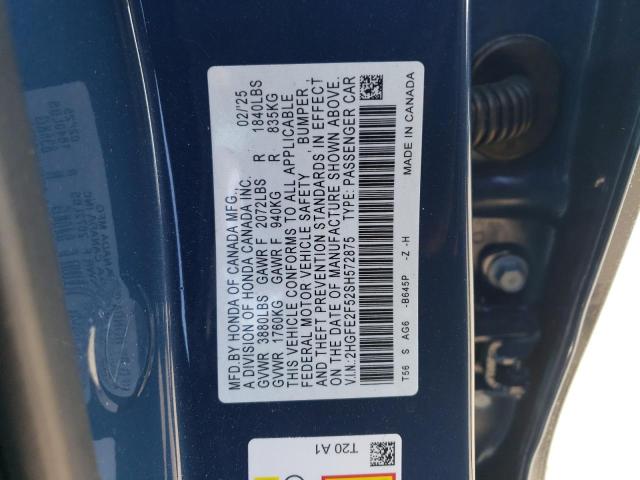 MFD.BY HONDA OF CANADA MFG., 02/'25
A DIVISION OF HONDA CANADA INC.
GVWR 3880LBS GAWR F 2072LBS R 1840LBS
GVWR 1760KG GAWR F 940KG R 835KG
THIS VEHICLE CONFORMS TO ALL APPLICABLE
FEDERAL MOTOR VEHICLE SAFETY , BUMPER,
AND THEFT PREVENTION STANDARDS IN EFFECT
ON THE DATE OF MANUFACTURE SHOWN ABOVE.
V.I.N.:2HGFE2F52SH572875 TYPE: PASSENGER CAR
T56 S AG6 -B645P -Z -H MADE IN CANADA
T20 A1